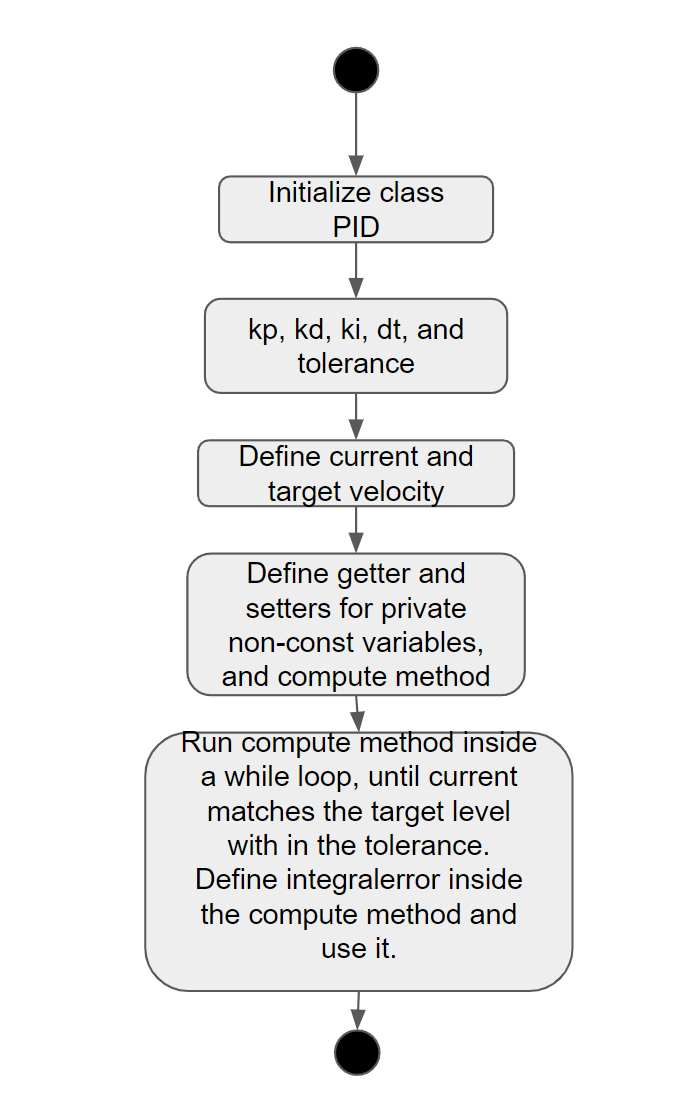 Initialize class
PID
kp, kd, ki, dt, and
tolerance
Define current and
target velocity
Define getter and
setters for private
non-const variables,
and compute method
Run compute method inside
a while loop, until current
matches the target level
with in the tolerance.
Define integralerror inside
the compute method and
use it.